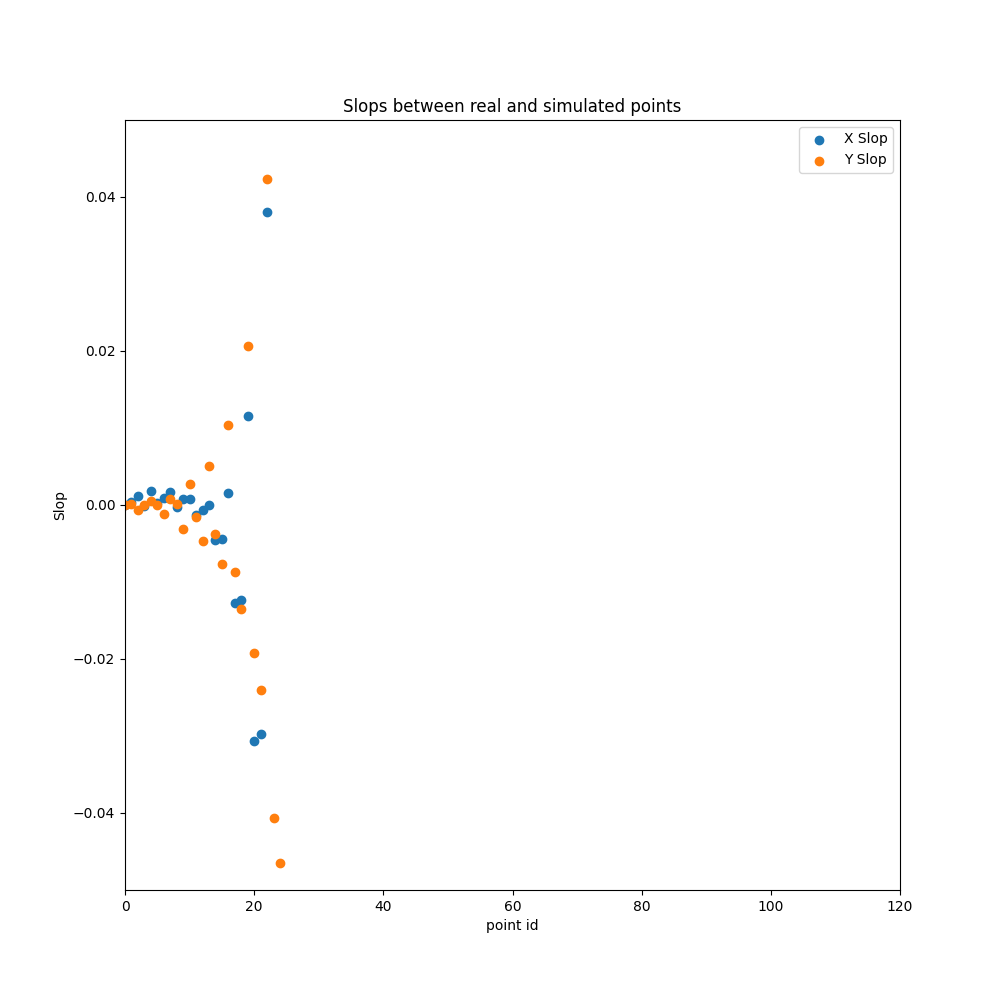 Slops between real and simulated points
X Slop
Y Slop
0.04
0.02
0.00
−0.02
−0.04
Slop
0 20 40 60 80 100 120
point id